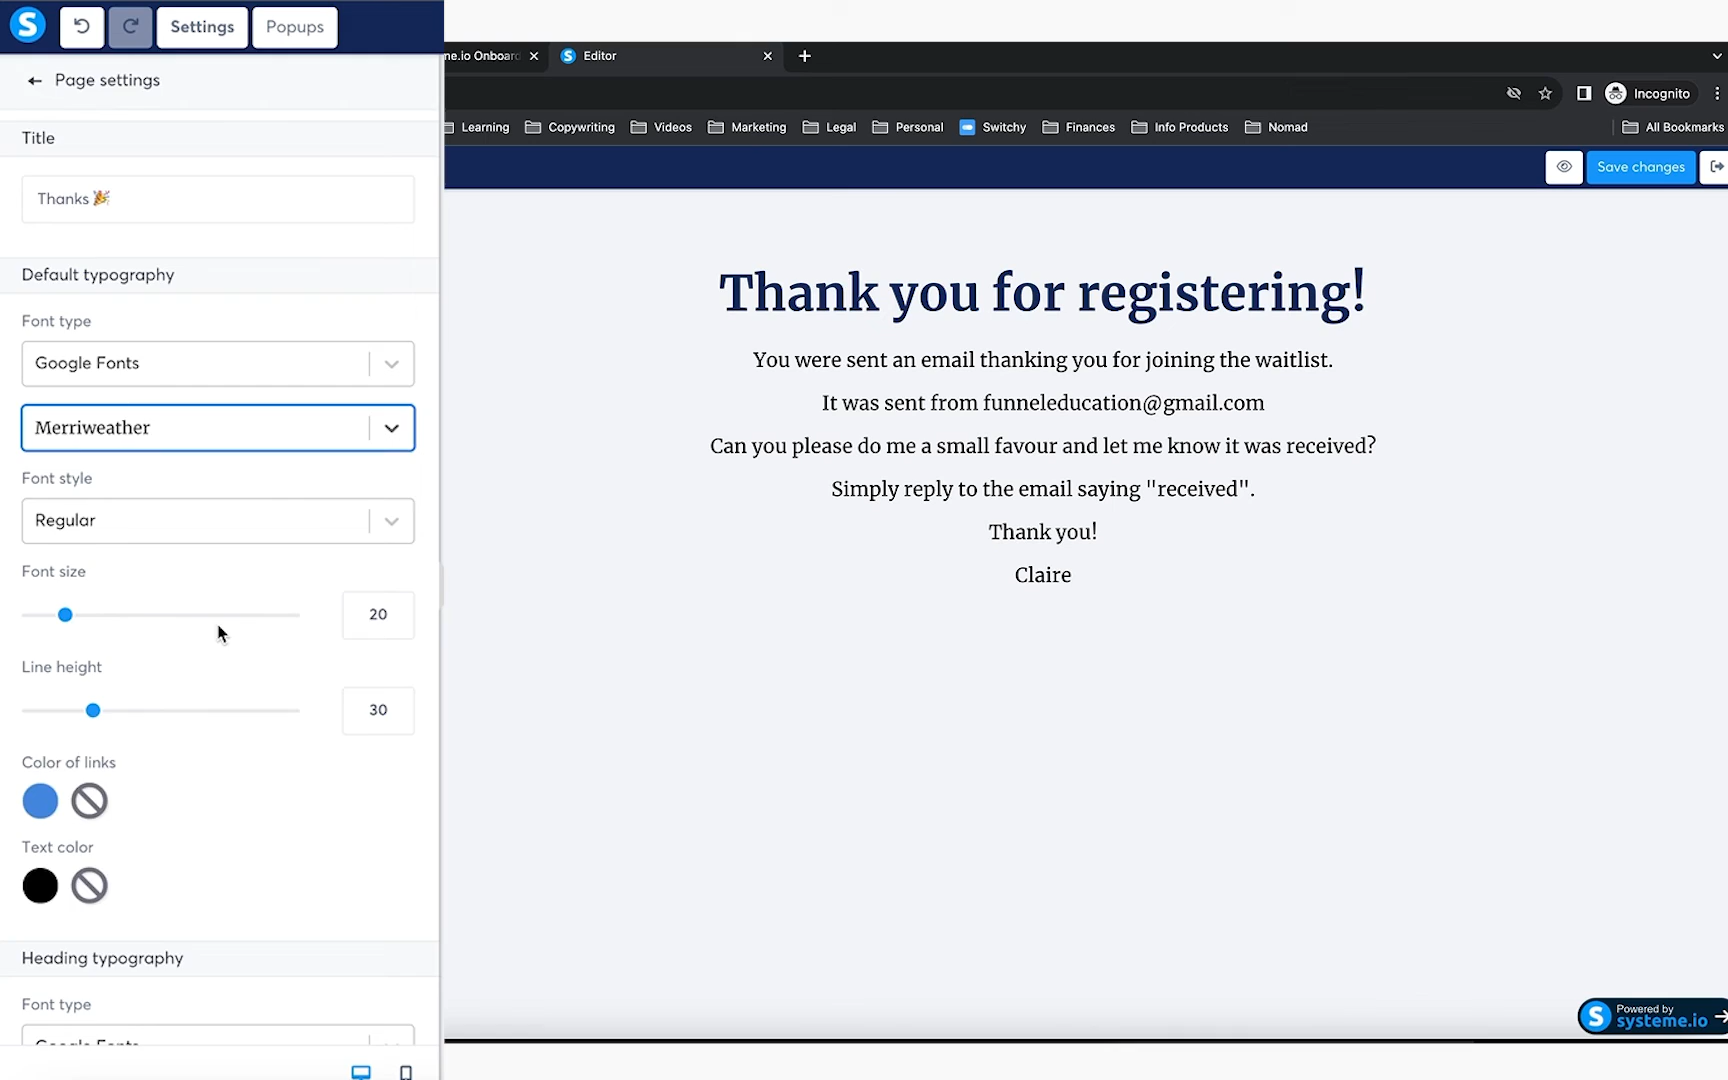 S
Settings
Popups
← Page settings
Title
Thanks 🎉
Default typography
Font type
Google Fonts
Merriweather
Font style
Regular
Font size
20
Line height
30
Color of links
Text color
Heading typography
Font type
Google Fonts
me.io Onboard
Editor
Incognito
Learning
Copywriting
Videos
Marketing
Legal
Personal
Switchy
Finances
Info Products
Nomad
All Bookmarks
Save changes
Thank you for registering!
You were sent an email thanking you for joining the waitlist.
It was sent from funneleducation@gmail.com
Can you please do me a small favour and let me know it was received?
Simply reply to the email saying "received".
Thank you!
Claire
Powered by
systeme.io